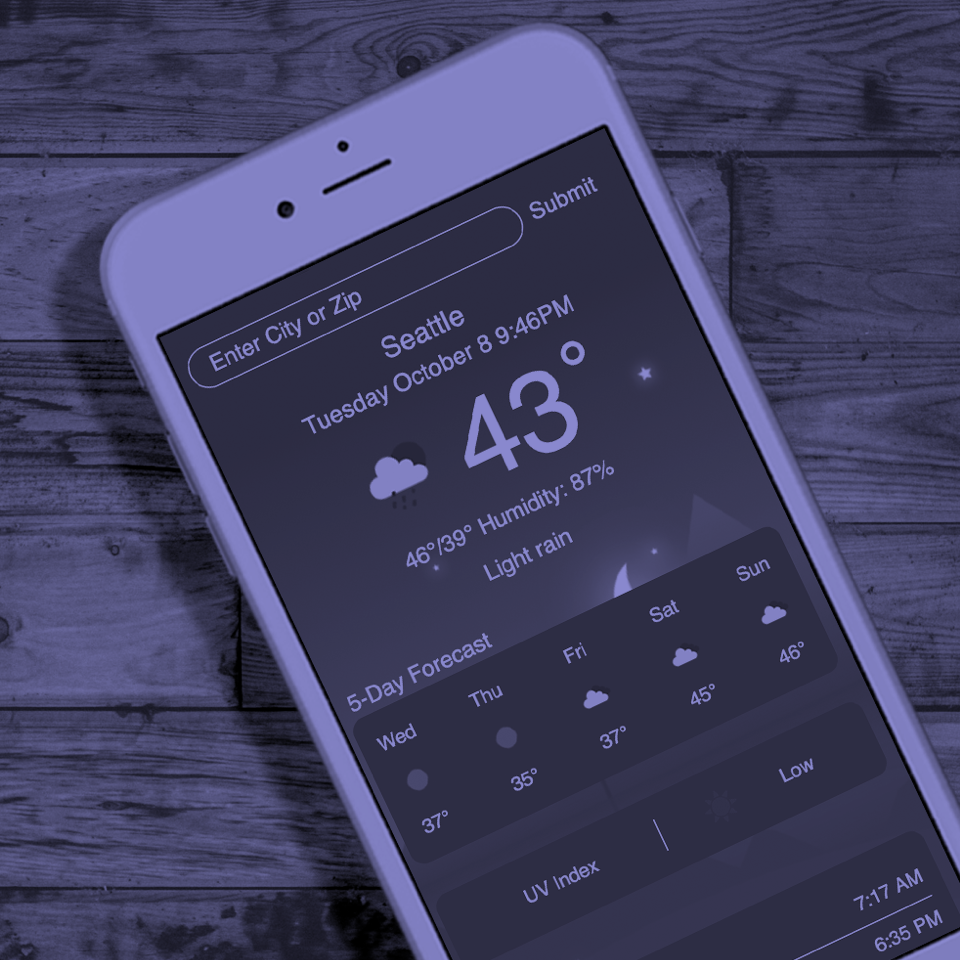 Enter City or Zip
Submit
Seattle
Tuesday October 8 9:46PM
43°
46°/39° Humidity: 87%
Light rain
5-Day Forecast
Wed Thu Fri Sat Sun
37° 35° 37° 45° 46°
UV Index | Low
7:17 AM
6:35 PM